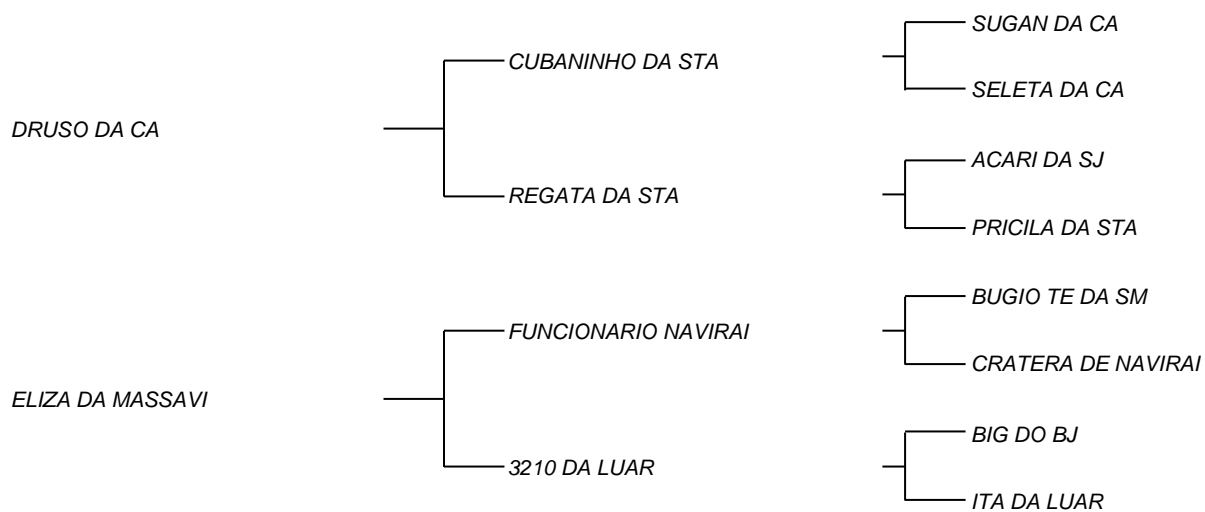 SUGAN DA CA
CUBANINHO DA STA
SELETA DA CA
DRUSO DA CA
ACARI DA SJ
REGATA DA STA
PRICILA DA STA
BUGIO TE DA SM
FUNCIONARIO NAVIRAI
CRATERA DE NAVIRAI
ELIZA DA MASSAVI
BIG DO BJ
3210 DA LUAR
ITA DA LUAR